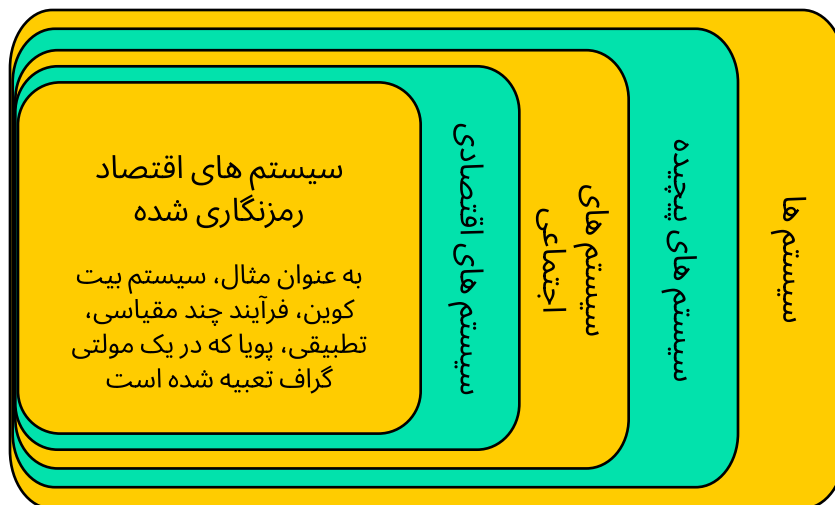 سیستم های اقتصاد
رمزنگاری شده
به عنوان مثال، سیستم بیت
کوین، فرآیند چند مقیاسی،
تطبیقی، پویا که در یک مولتی
گراف تعبیه شده است
سیستم های اقتصادی
سیستم های
اجتماعی
سیستم های پیچیده
سیستم ها